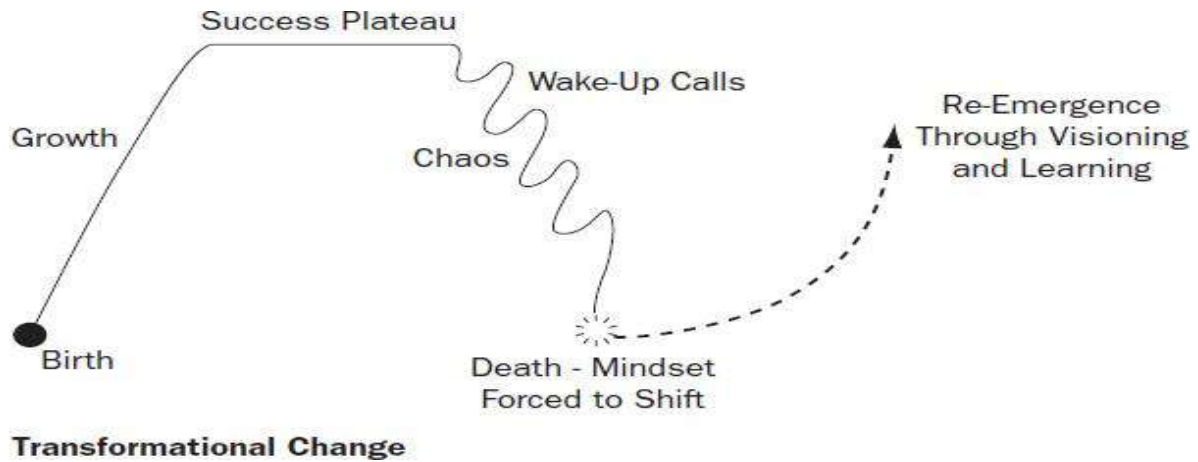 Success Plateau
Wake-Up Calls
Growth
Chaos
Re-Emergence
Through Visioning
and Learning
Birth
Death - Mindset
Forced to Shift
Transformational Change